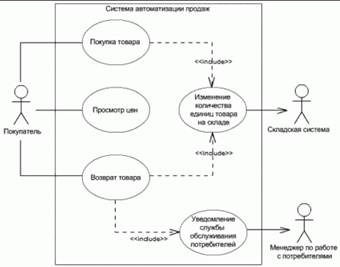 Система автоматизации продаж
Покупка товара
<<include>>
Изменение
количества
единиц товара
на складе
Просмотр цен
Покупатель
Складская система
<<include>>
Возврат товара
<<include>>
Уведомление
службы
обслуживания
потребителей
Менеджер по работе
с потребителями